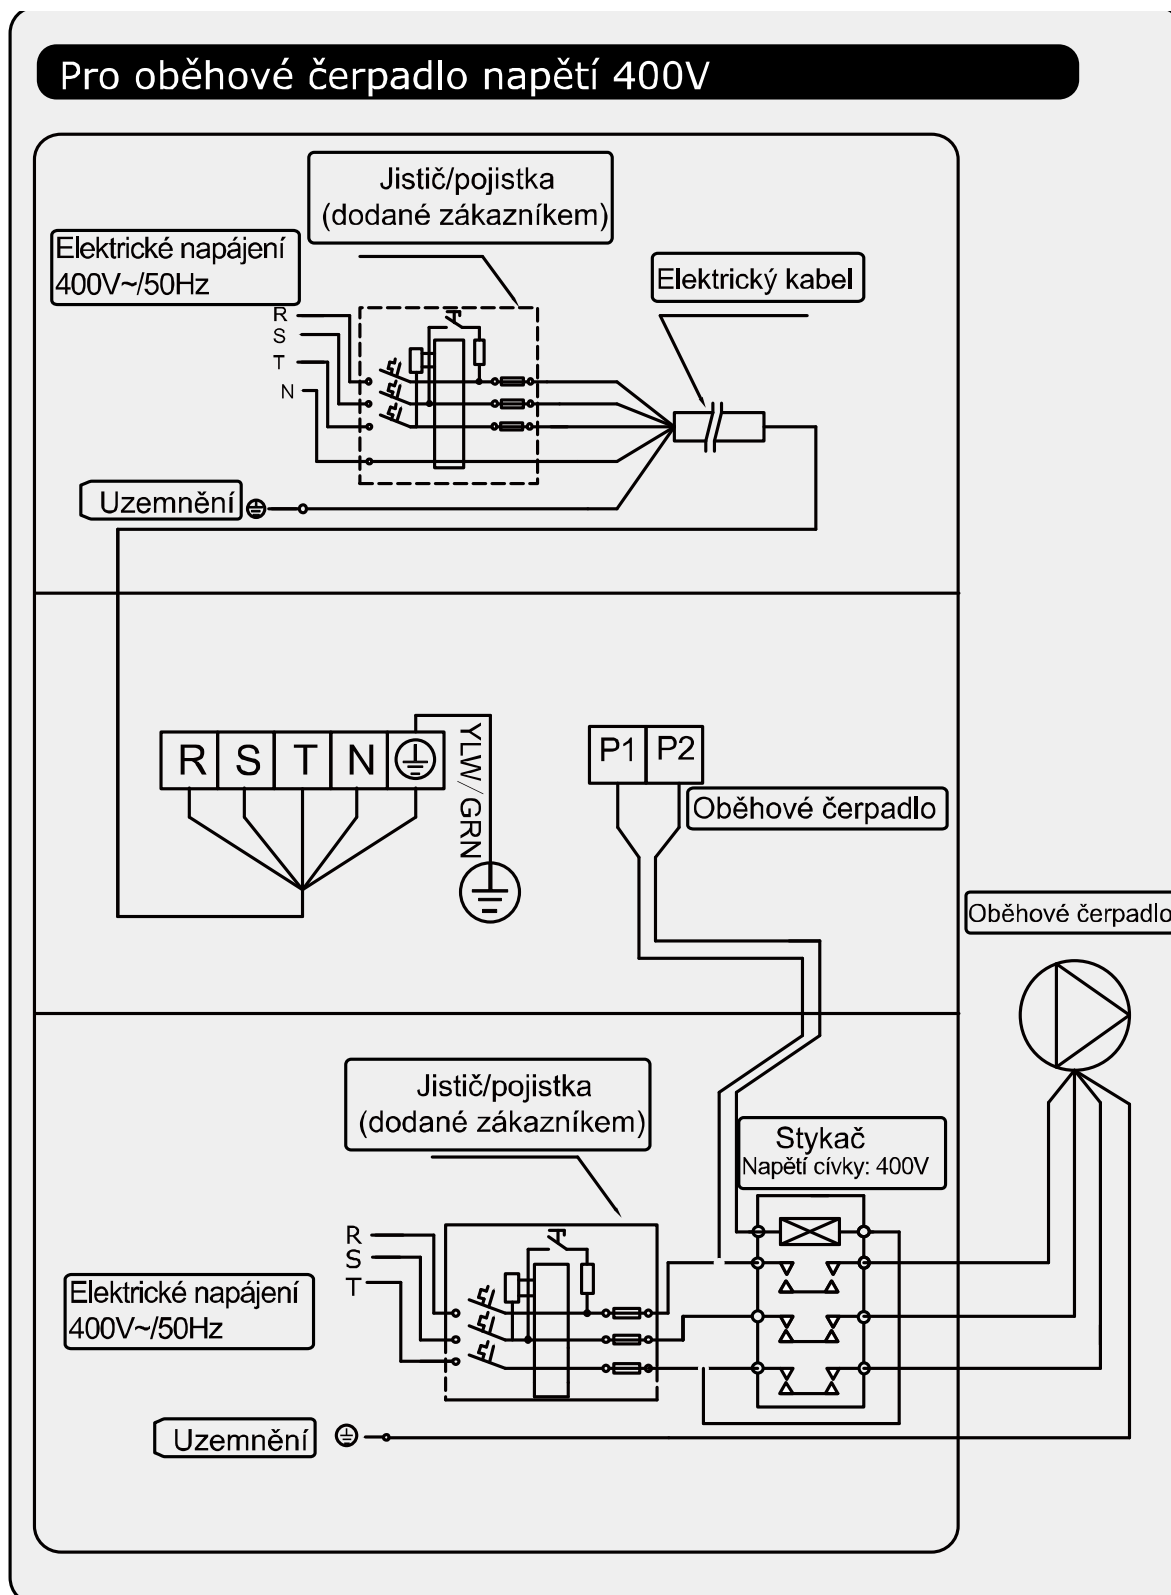 Pro oběhové čerpadlo napětí 400V
Jistič/pojistka
(dodané zákazníkem)
Elektrické napájení
400V~/50Hz
Elektrický kabel
R
S
T
N
Uzemnění
R S T N
YLW/GRN
P1 P2
Oběhové čerpadlo
Oběhové čerpadlo
Jistič/pojistka
(dodané zákazníkem)
Stykač
Napětí cívky: 400V
R
S
T
Elektrické napájení
400V~/50Hz
Uzemnění